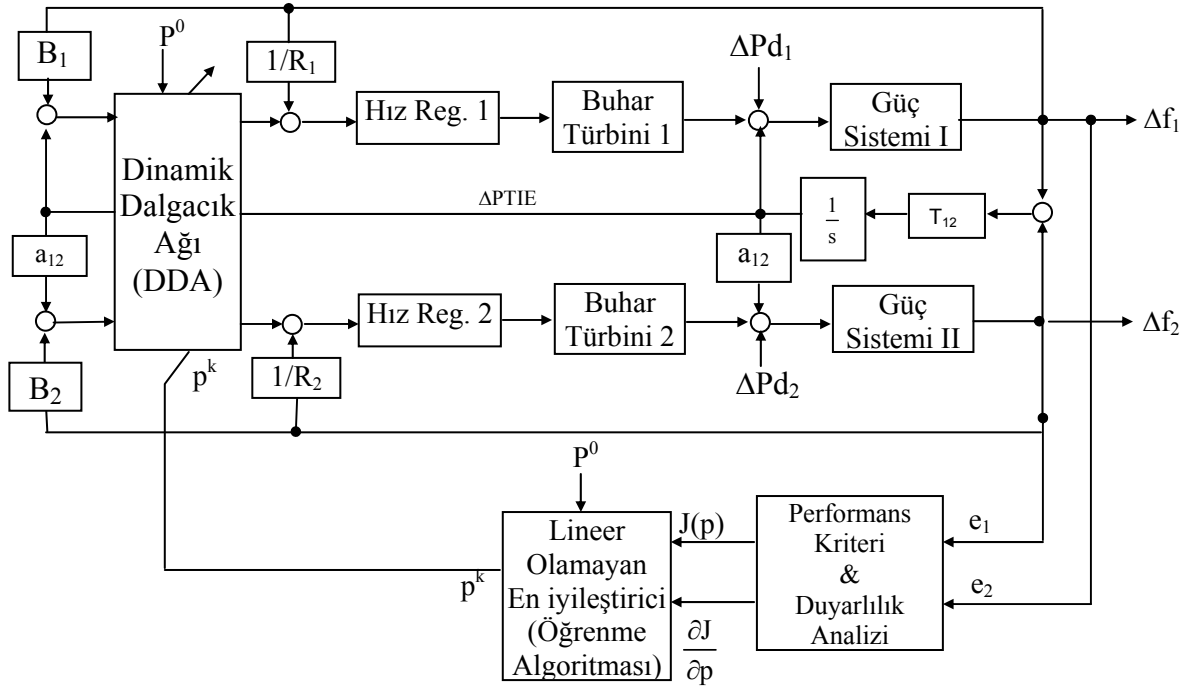 B₁
P⁰
1/R₁
Hız Reg. 1
Buhar
Türbini 1
ΔPd₁
Güç
Sistemi I
Δf₁
Dinamik
Dalgacık
Ağı
(DDA)
ΔPTIE
1
s
T₁₂
a₁₂
a₁₂
Hız Reg. 2
Buhar
Türbini 2
Güç
Sistemi II
Δf₂
B₂
pᵏ
1/R₂
ΔPd₂
P⁰
Lineer
Olamayan
En iyileştirici
(Öğrenme
Algoritması)
pᵏ
J(p)
∂J
∂p
Performans
Kriteri
&
Duyarlılık
Analizi
e₁
e₂